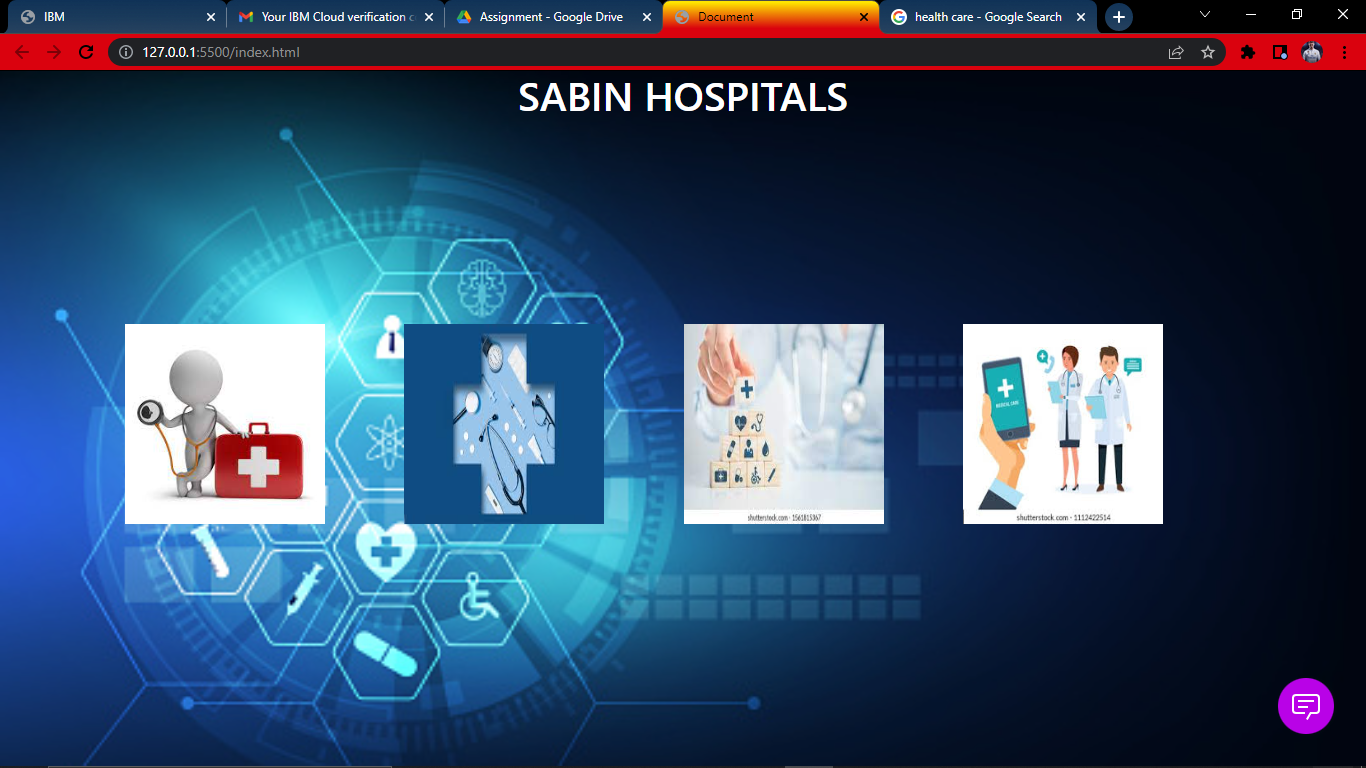 IBM
Your IBM Cloud verification c
Assignment - Google Drive
Document
health care - Google Search
127.0.0.1:5500/index.html
SABIN HOSPITALS
MEDICAL CARE
shutterstock.com · 1561815367
shutterstock.com · 1112422514